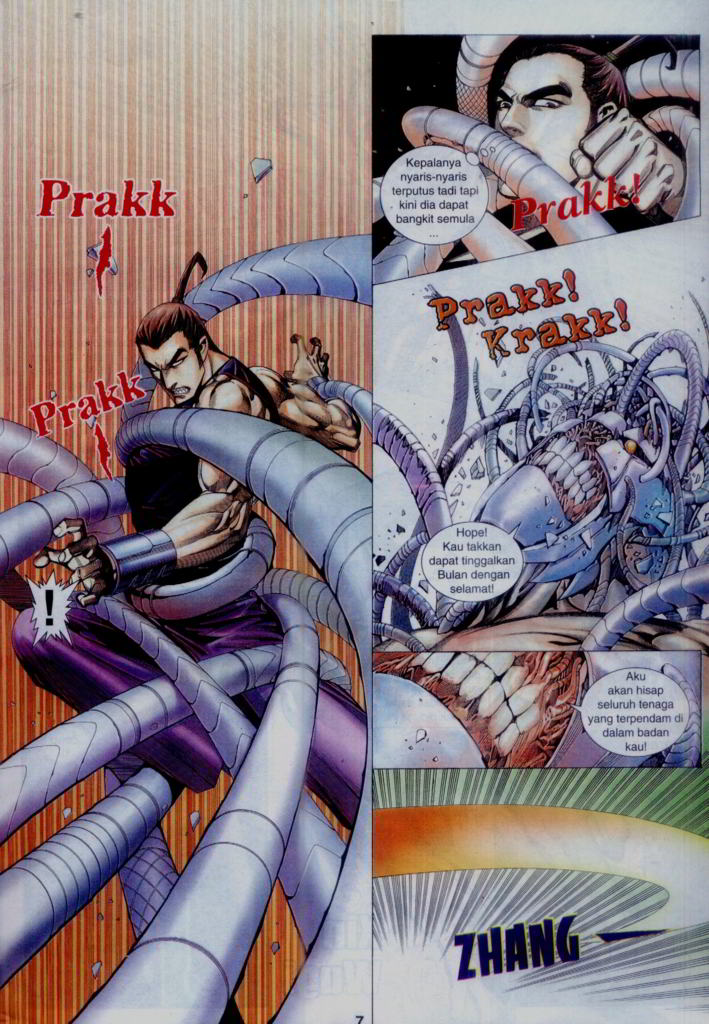 Prakk
!
Prakk
!
!
Kepalanya
nyaris-nyaris
terputus tadi tapi
kini dia dapat
bangkit semula
...
Prakk!
Prakk!
Krakk!
Hope!
Kau takkan
dapat tinggalkan
Bulan dengan
selamat!
Aku
akan hisap
seluruh tenaga
yang terpendam di
dalam badan
kau!
ZHANG
7